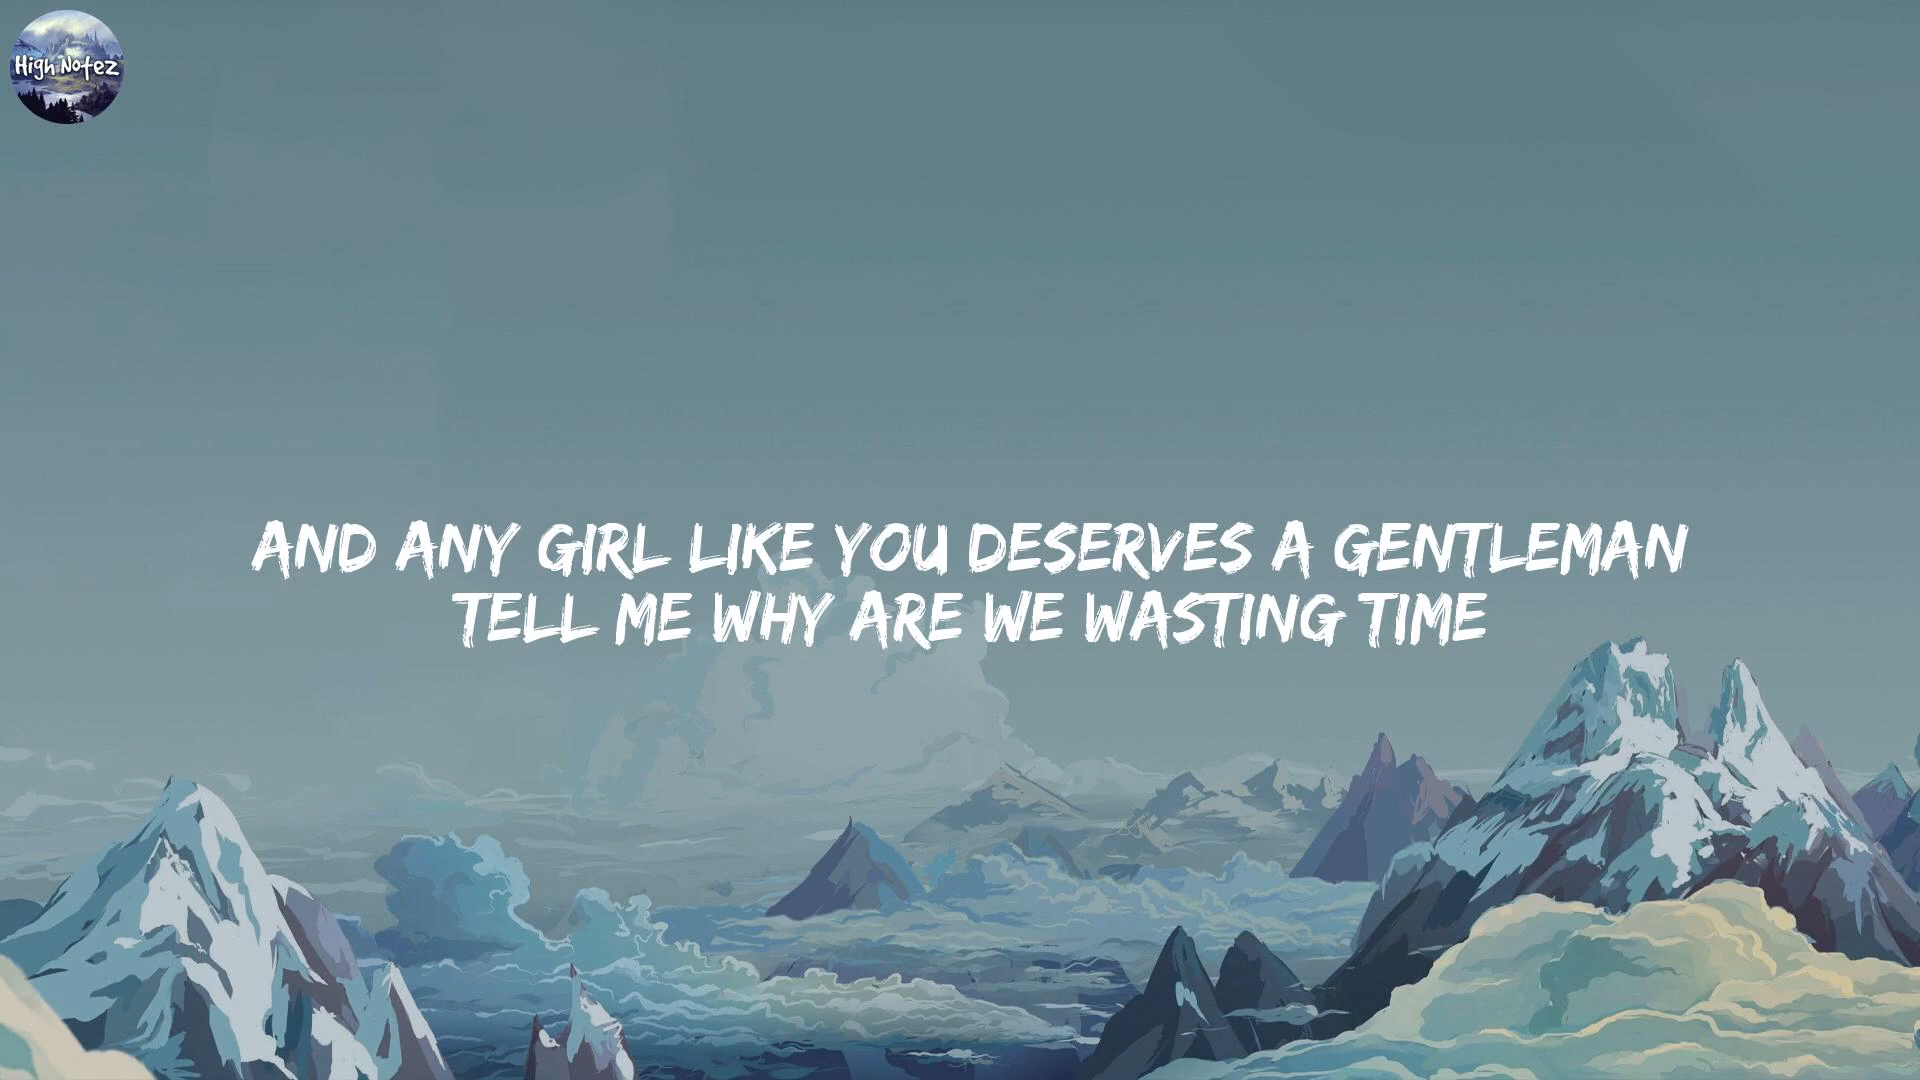 High Notez
AND ANY GIRL LIKE YOU DESERVES A GENTLEMAN
TELL ME WHY ARE WE WASTING TIME